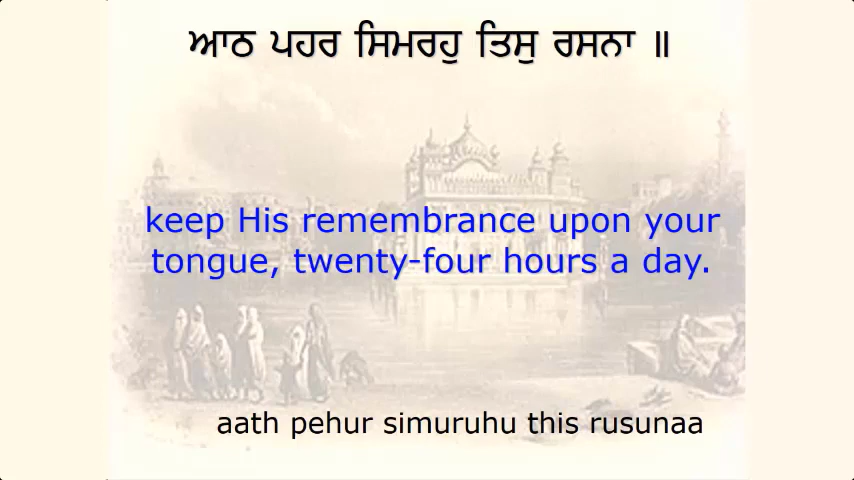 ਆਠ ਪਹਰ ਸਿਮਰਹੁ ਤਿਸੁ ਰਸਨਾ ॥
keep His remembrance upon your
tongue, twenty-four hours a day.
aath pehur simuruhu this rusunaa